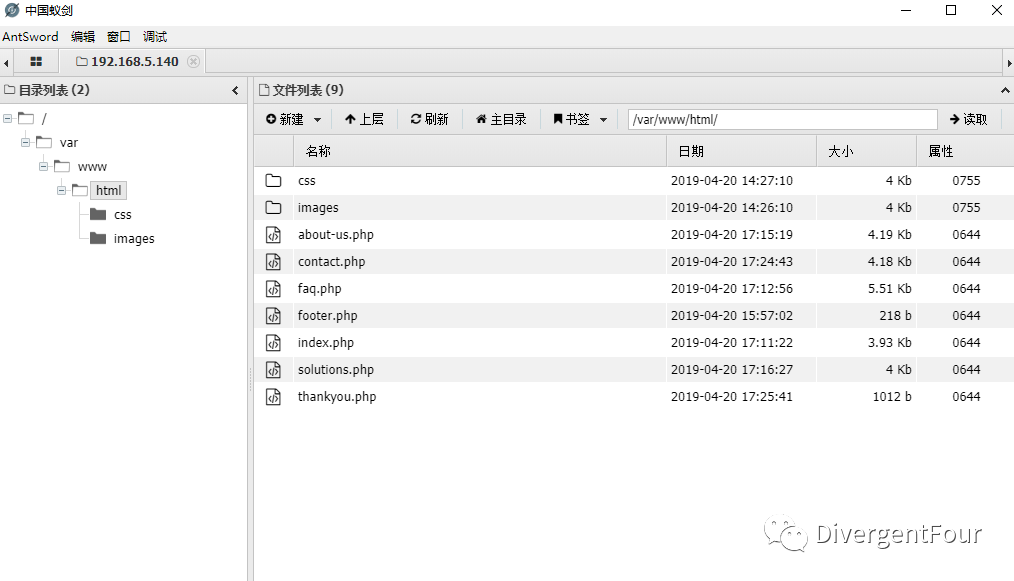 中国蚁剑
AntSword 编辑 窗口 调试
192.168.5.140
目录列表 (2)
/
var
www
html
css
images
文件列表 (9)
新建 上层 刷新 主目录 书签 /var/www/html/ 读取
名称 日期 大小 属性
css 2019-04-20 14:27:10 4 Kb 0755
images 2019-04-20 14:26:10 4 Kb 0755
about-us.php 2019-04-20 17:15:19 4.19 Kb 0644
contact.php 2019-04-20 17:24:43 4.18 Kb 0644
faq.php 2019-04-20 17:12:56 5.51 Kb 0644
footer.php 2019-04-20 15:57:02 218 b 0644
index.php 2019-04-20 17:11:22 3.93 Kb 0644
solutions.php 2019-04-20 17:16:27 4 Kb 0644
thankyou.php 2019-04-20 17:25:41 1012 b 0644
DivergentFour